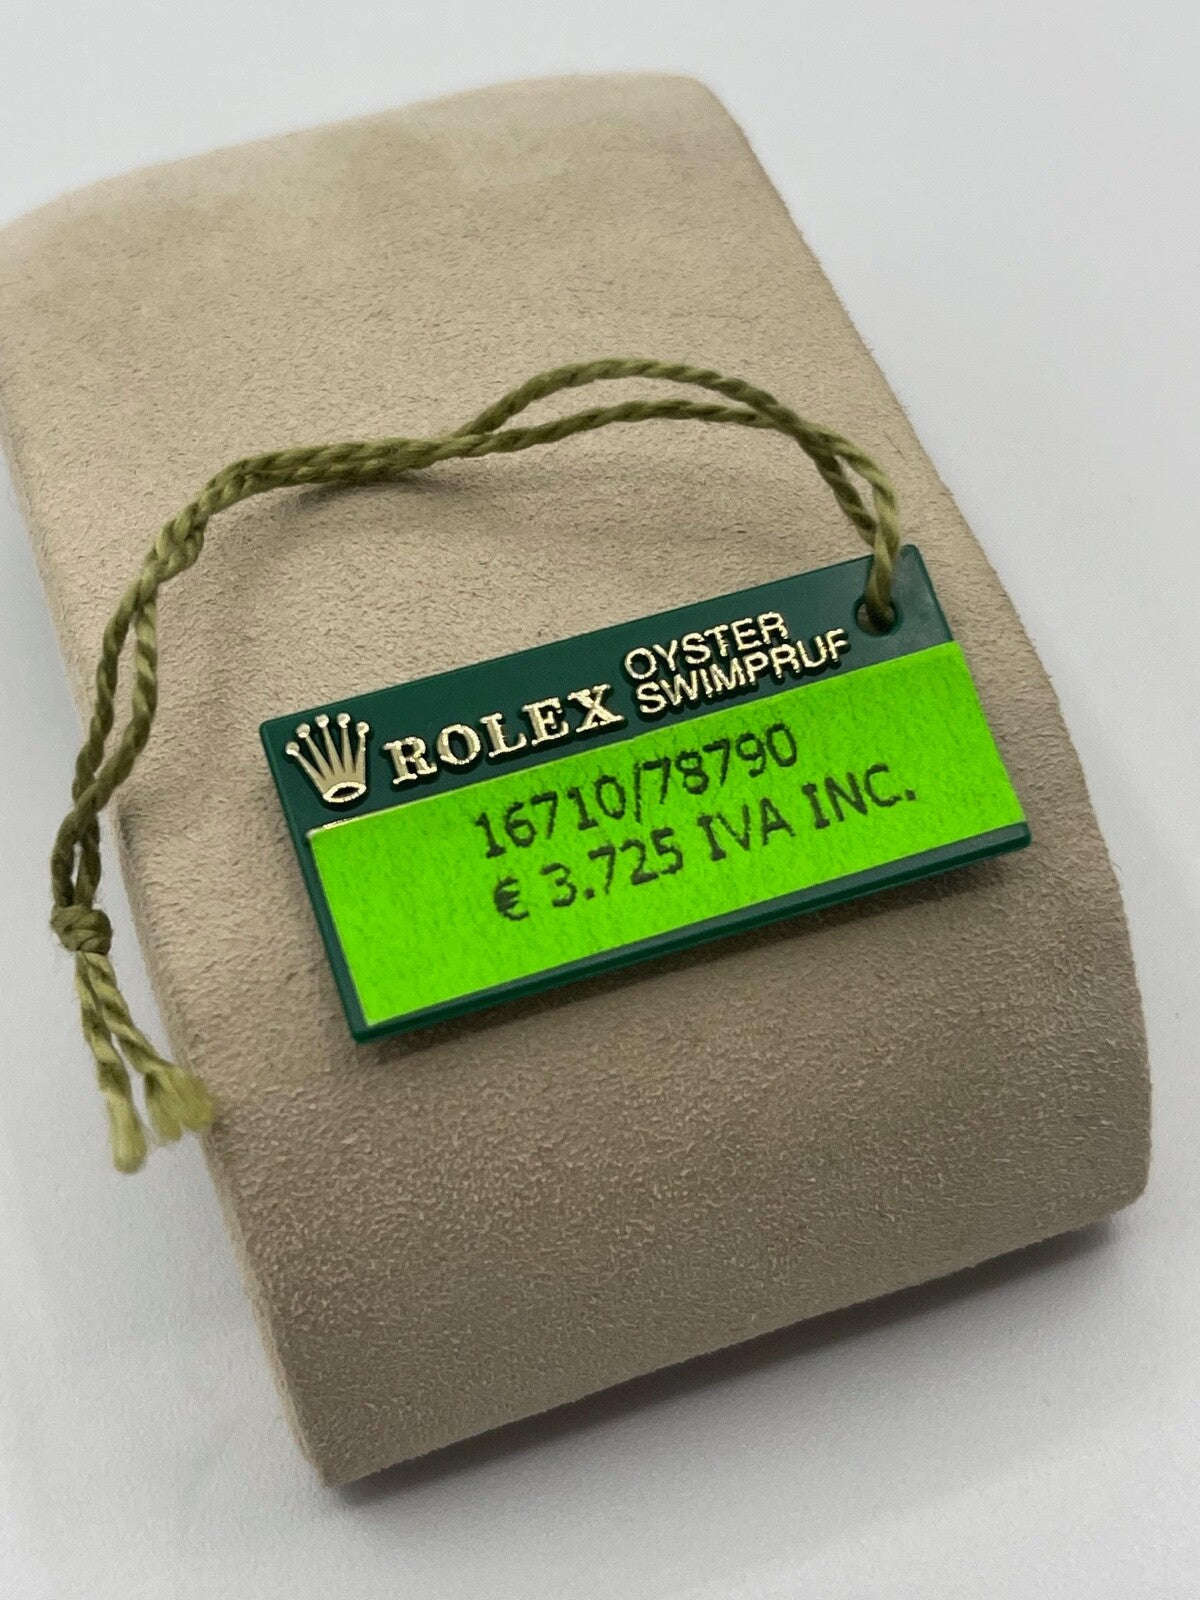 ROLEX OYSTER SWIMPRUF
16710/78790
€ 3.725 IVA INC.